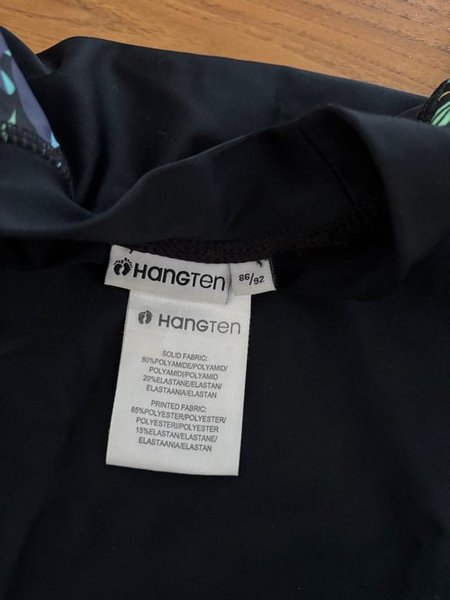 HANGTEN
86/92
HANGTEN
SOLID FABRIC:
80%POLYAMIDE/POLYAMID/
POLYAMIDI/POLYAMID
20%ELASTANE/ELASTAN/
ELASTAANIA/ELASTAN
PRINTED FABRIC:
85%POLYESTER/POLYESTER/
POLYESTERI/POLYESTER
15%ELASTAN/ELASTANE/
ELASTAANIA/ELASTAN